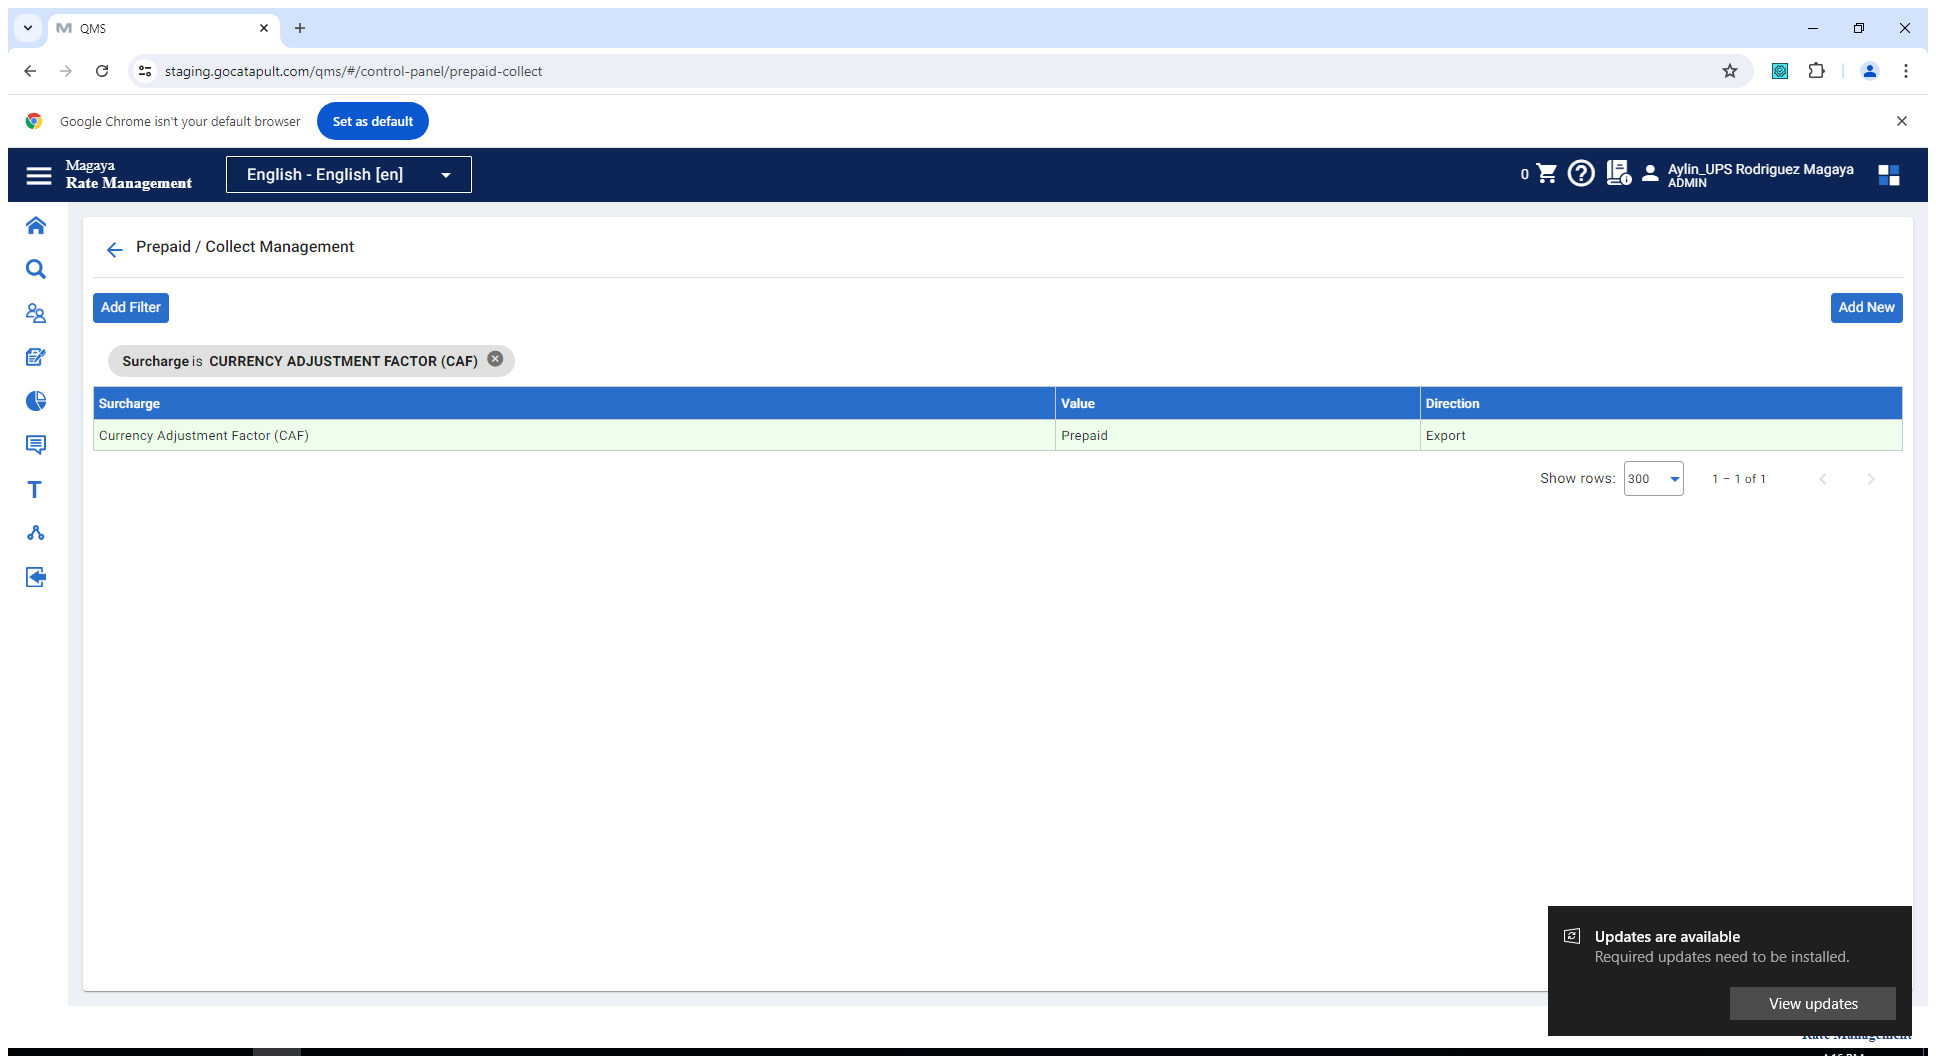 QMS
staging.gocatapult.com/qms/#/control-panel/prepaid-collect
Google Chrome isn't your default browser
Set as default
Magaya
Rate Management
English - English [en]
0
Aylin_UPS Rodriguez Magaya
ADMIN
Prepaid / Collect Management
Add Filter
Add New
Surcharge is CURRENCY ADJUSTMENT FACTOR (CAF)
Surcharge Value Direction
Currency Adjustment Factor (CAF) Prepaid Export
Show rows: 300 1 – 1 of 1
T
Updates are available
Required updates need to be installed.
View updates
Rate Management